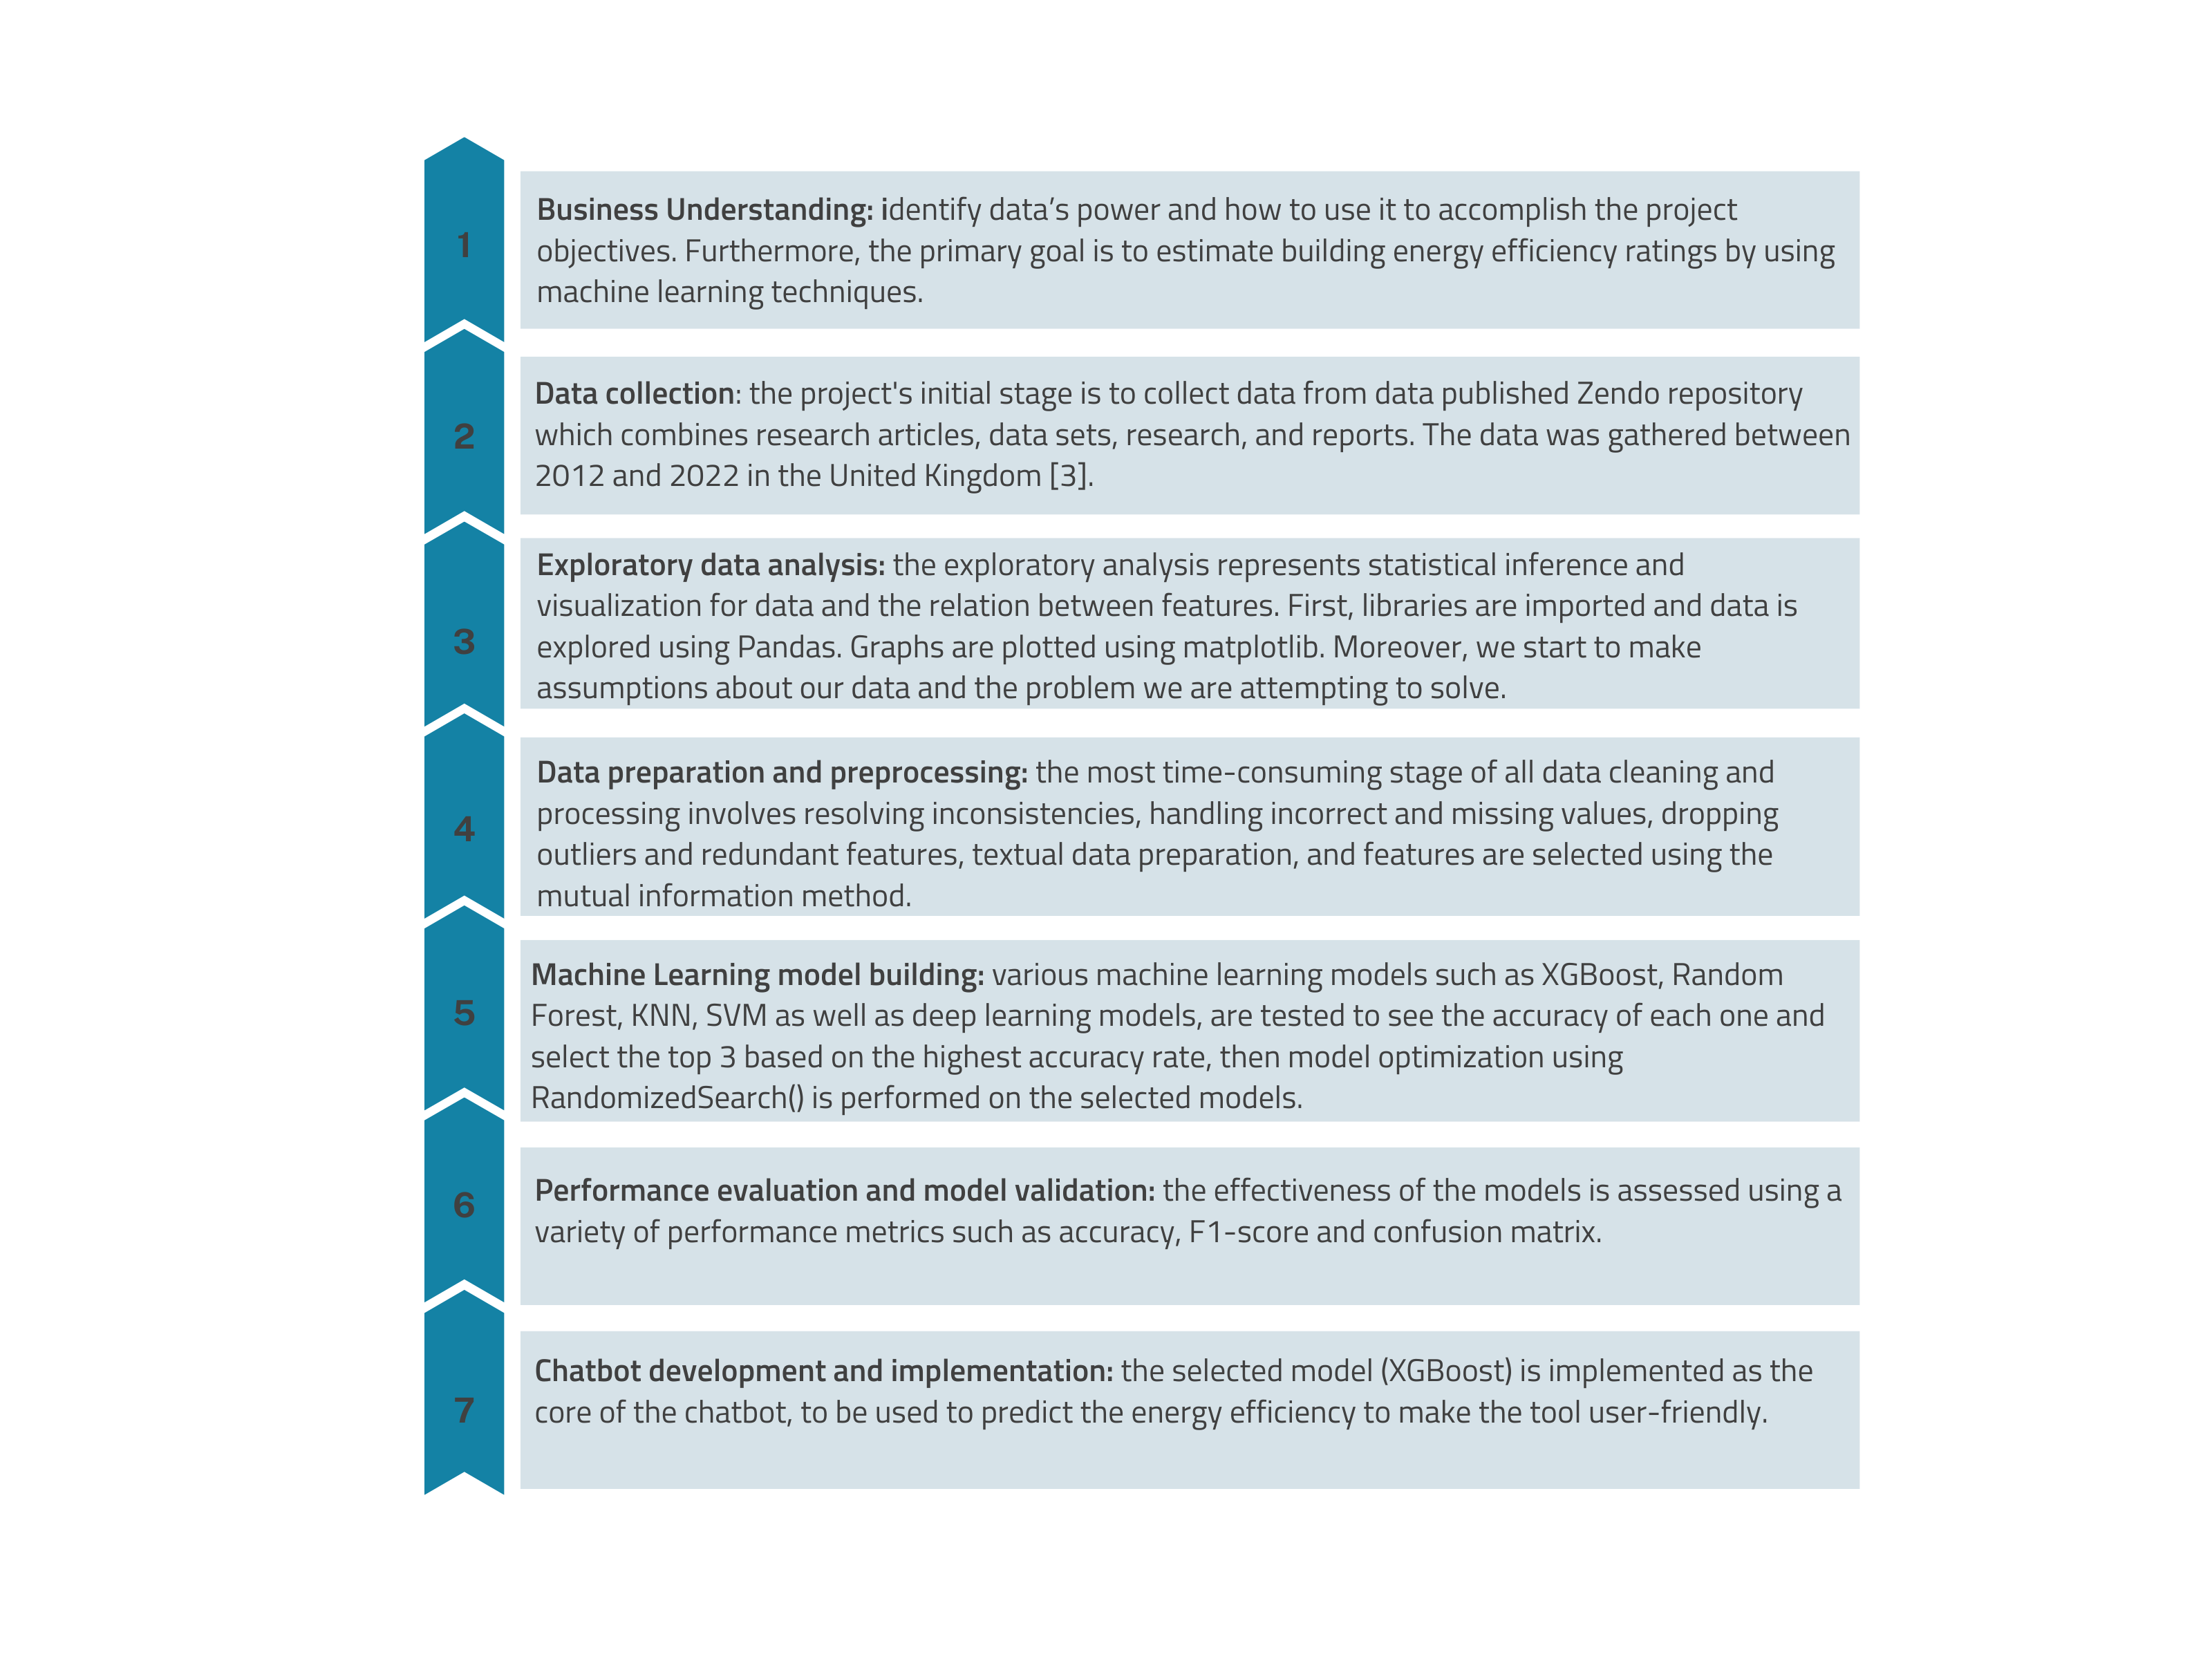 1
Business Understanding: identify data’s power and how to use it to accomplish the project
objectives. Furthermore, the primary goal is to estimate building energy efficiency ratings by using
machine learning techniques.
2
Data collection: the project's initial stage is to collect data from data published Zendo repository
which combines research articles, data sets, research, and reports. The data was gathered between
2012 and 2022 in the United Kingdom [3].
3
Exploratory data analysis: the exploratory analysis represents statistical inference and
visualization for data and the relation between features. First, libraries are imported and data is
explored using Pandas. Graphs are plotted using matplotlib. Moreover, we start to make
assumptions about our data and the problem we are attempting to solve.
4
Data preparation and preprocessing: the most time-consuming stage of all data cleaning and
processing involves resolving inconsistencies, handling incorrect and missing values, dropping
outliers and redundant features, textual data preparation, and features are selected using the
mutual information method.
5
Machine Learning model building: various machine learning models such as XGBoost, Random
Forest, KNN, SVM as well as deep learning models, are tested to see the accuracy of each one and
select the top 3 based on the highest accuracy rate, then model optimization using
RandomizedSearch() is performed on the selected models.
6
Performance evaluation and model validation: the effectiveness of the models is assessed using a
variety of performance metrics such as accuracy, F1-score and confusion matrix.
7
Chatbot development and implementation: the selected model (XGBoost) is implemented as the
core of the chatbot, to be used to predict the energy efficiency to make the tool user-friendly.